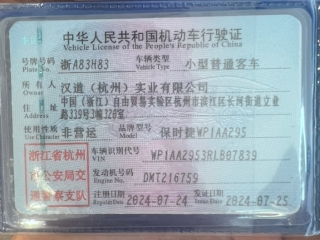 中华人民共和国机动车行驶证
Vehicle License of the People's Republic of China
号牌号码 浙A83H83 车辆类型 小型普通客车
Plate No. Vehicle Type
所有人 汉道(杭州)实业有限公司
住址 中国(浙江)自由贸易试验区杭州市滨江区长河街道立业
路339号3幢320室
使用性质 非营运 品牌型号 保时捷WP1AA295
Use Character Model
浙江省杭州 车辆识别代号 WP1AA2953RLB07839
VIN
市公安局交 发动机号码 DKT216759
Engine No.
通警察支队 注册日期 2024-07-24 发证日期 2024-07-25
Register Date Issue Date